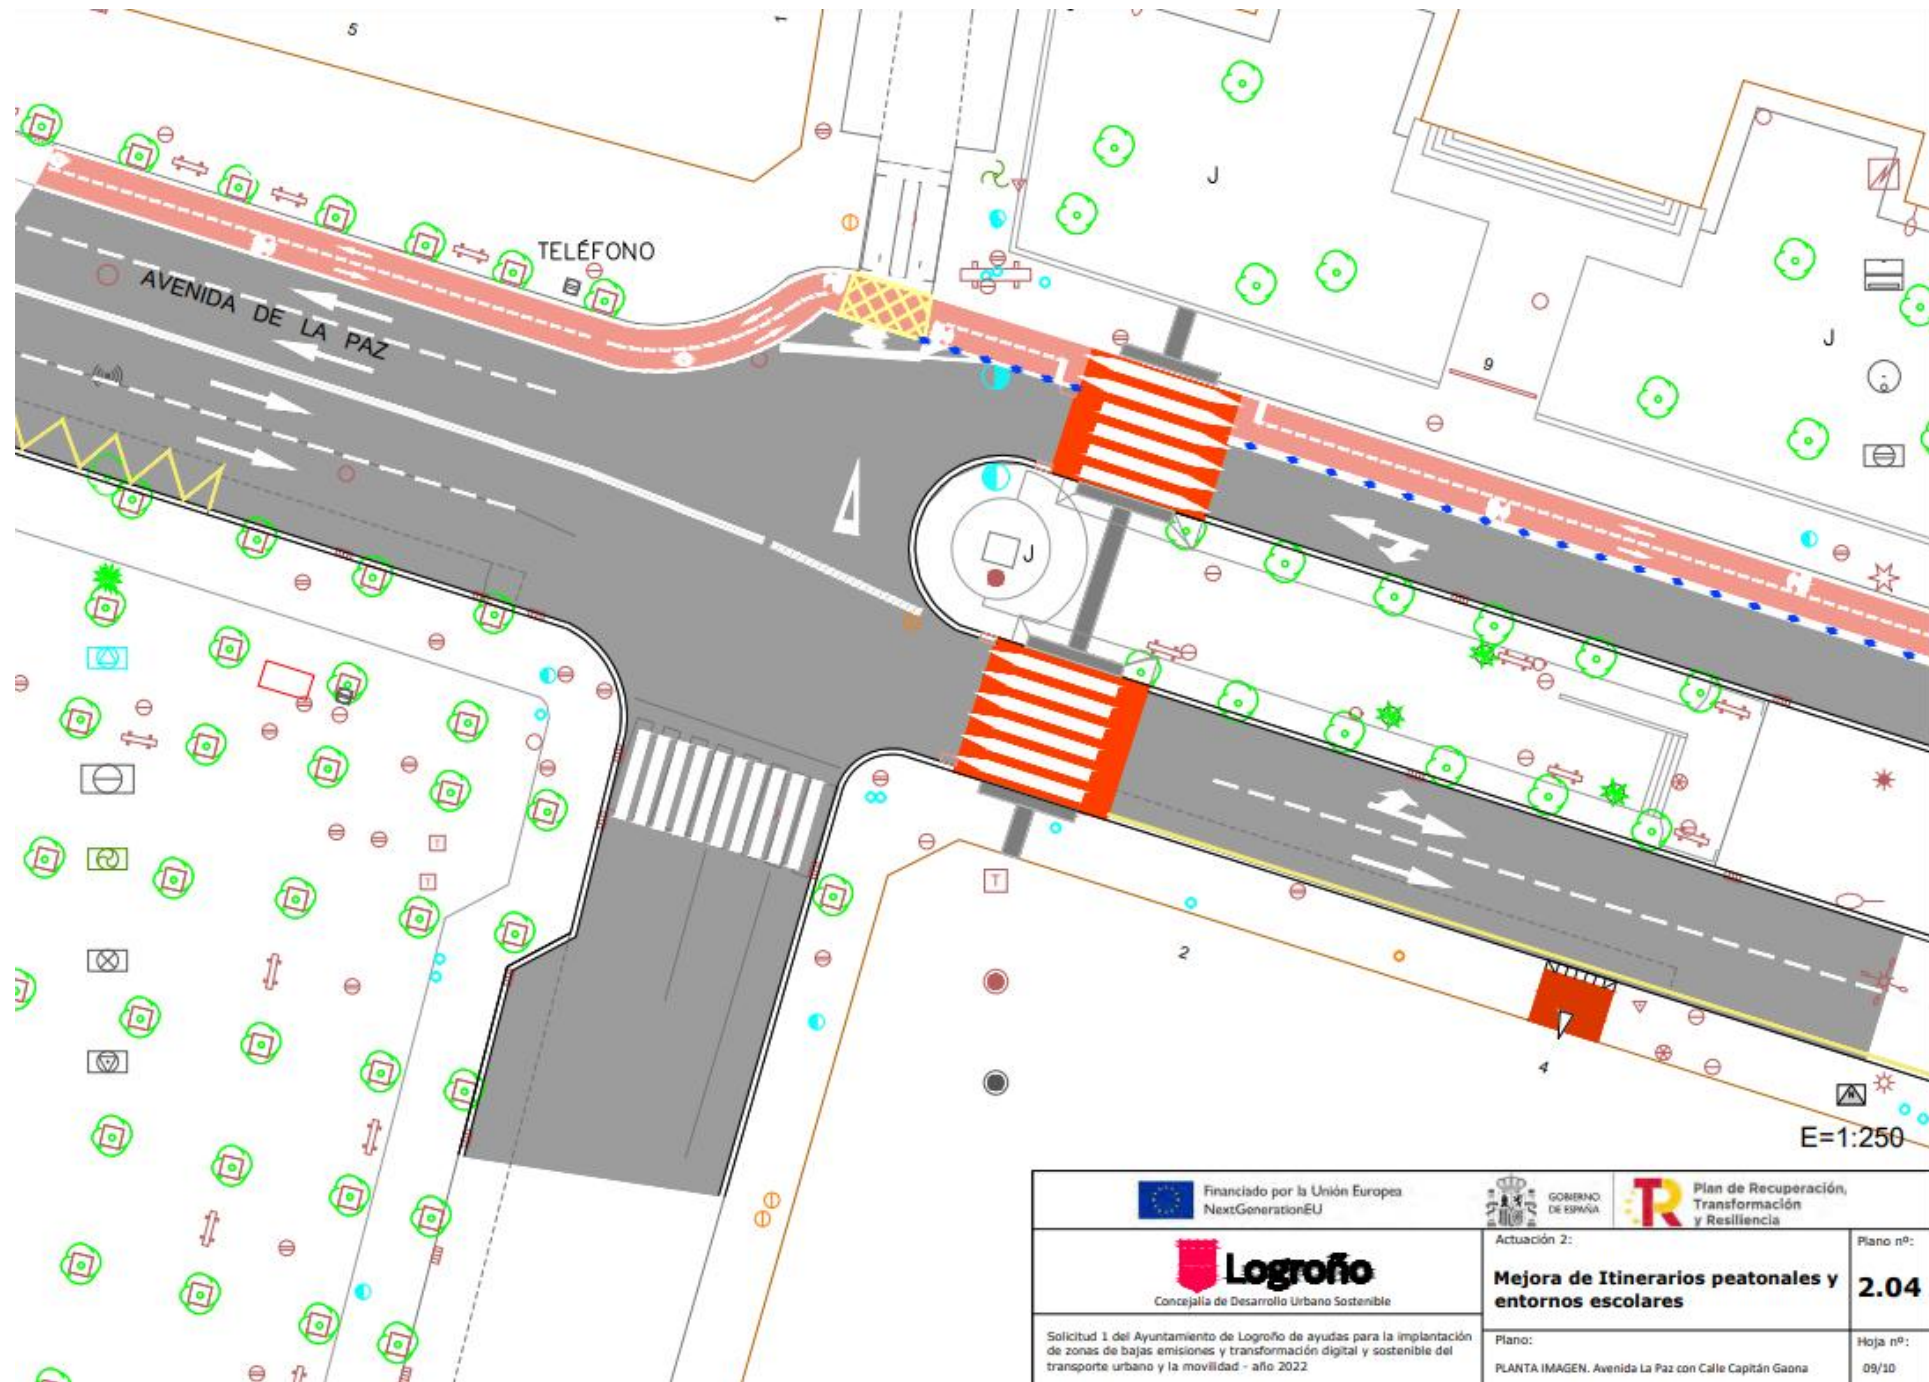 5
1
TELÉFONO
J
AVENIDA DE LA PAZ
J
9
J
T
T
T
2
4
E=1:250
Financiado por la Unión Europea
NextGenerationEU
GOBIERNO
DE ESPAÑA
TR
Plan de Recuperación,
Transformación
y Resiliencia
Logroño
Concejalía de Desarrollo Urbano Sostenible
Actuación 2:
Mejora de Itinerarios peatonales y
entornos escolares
Plano nº:
2.04
Solicitud 1 del Ayuntamiento de Logroño de ayudas para la implantación
de zonas de bajas emisiones y transformación digital y sostenible del
transporte urbano y la movilidad - año 2022
Plano:
PLANTA IMAGEN. Avenida La Paz con Calle Capitán Gaona
Hoja nº:
09/10